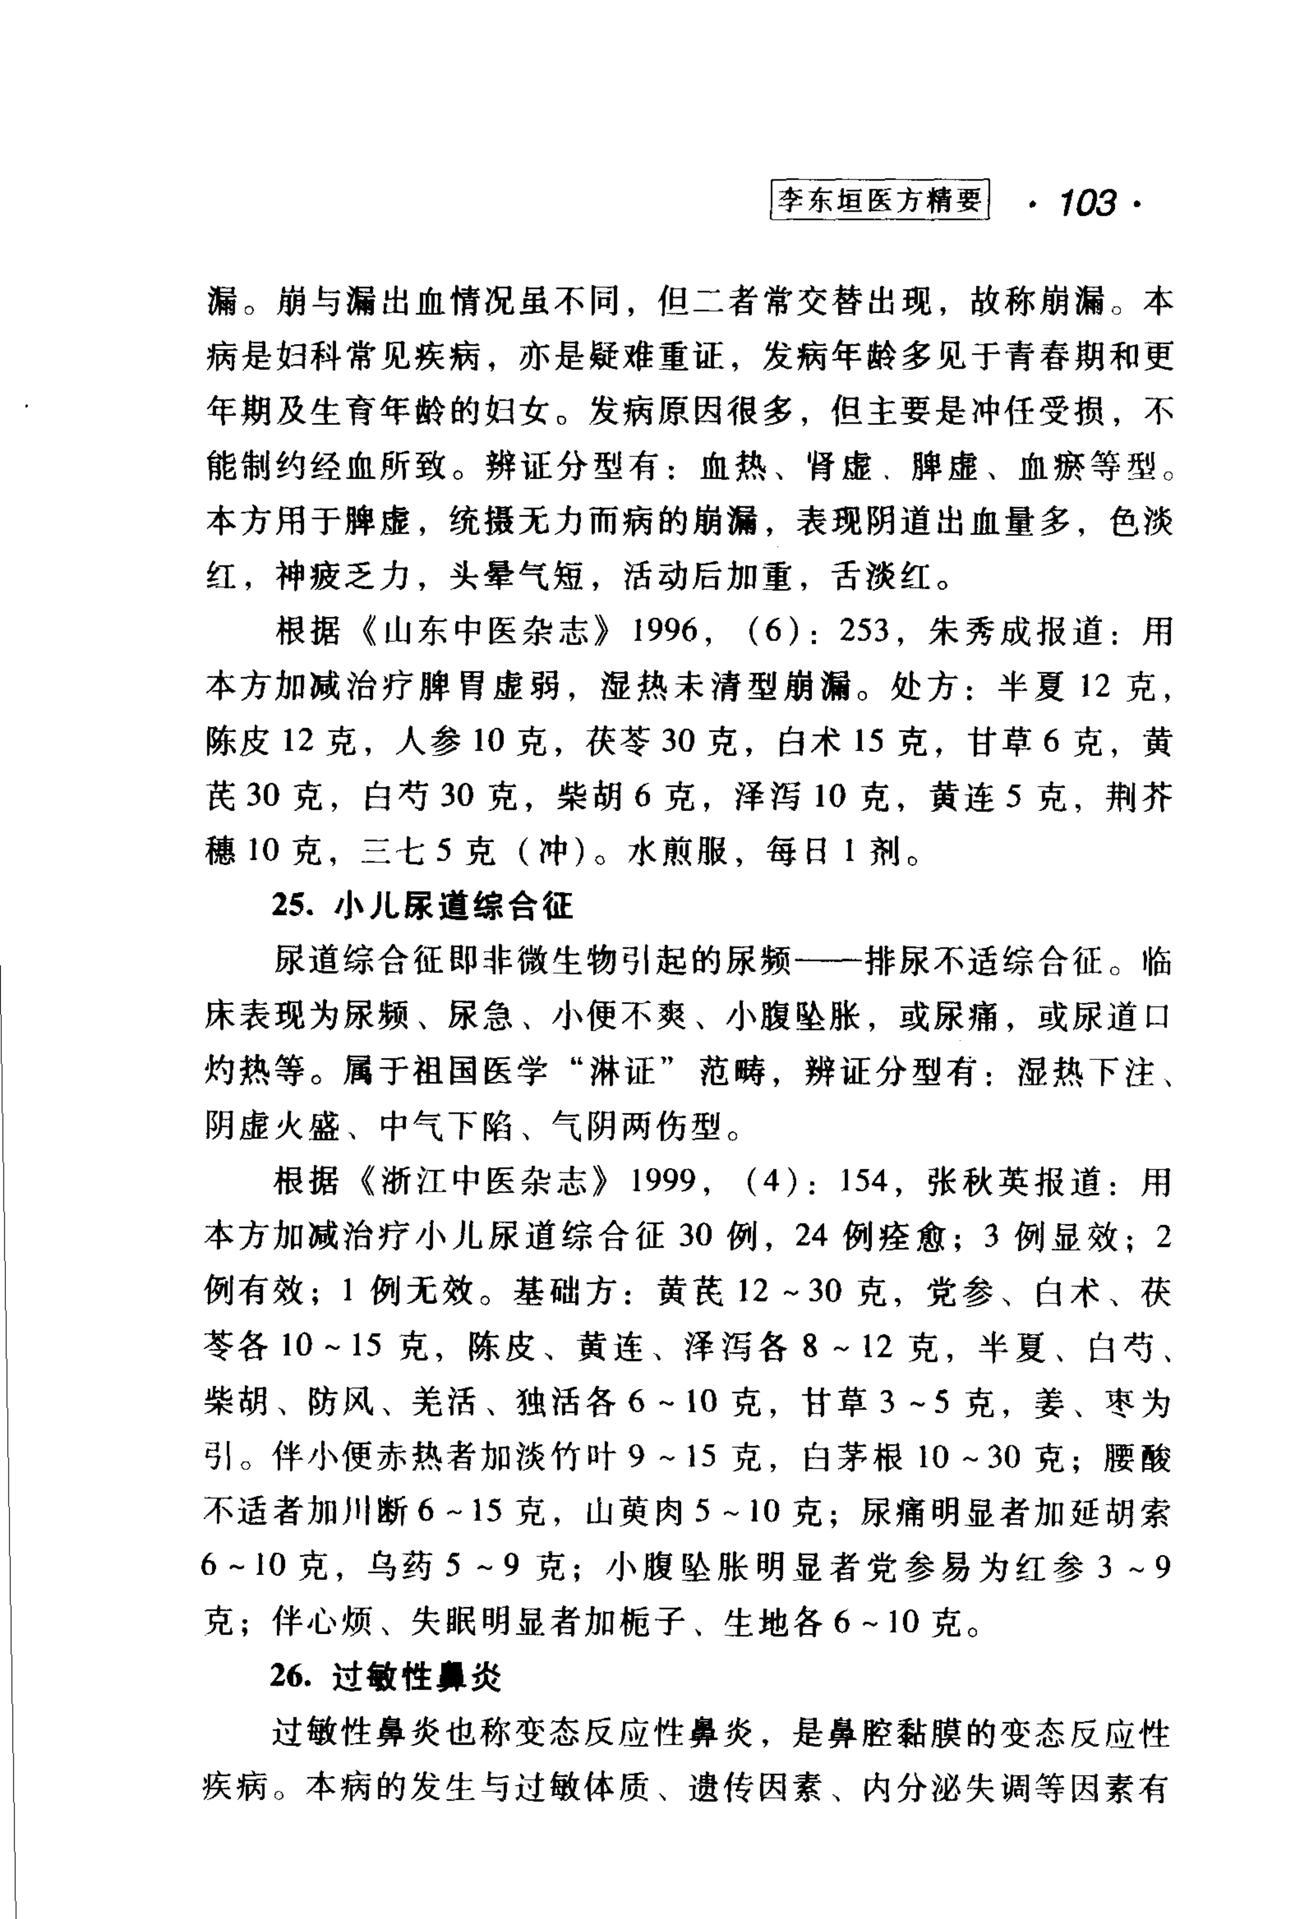 李东垣医方精要 · 103 ·
漏。崩与漏出血情况虽不同，但二者常交替出现，故称崩漏。本
病是妇科常见疾病，亦是疑难重证，发病年龄多见于青春期和更
年期及生育年龄的妇女。发病原因很多，但主要是冲任受损，不
能制约经血所致。辨证分型有：血热、肾虚、脾虚、血瘀等型。
本方用于脾虚，统摄无力而病的崩漏，表现阴道出血量多，色淡
红，神疲乏力，头晕气短，活动后加重，舌淡红。
根据《山东中医杂志》1996，（6）：253，朱秀成报道：用
本方加减治疗脾胃虚弱，湿热未清型崩漏。处方：半夏 12 克，
陈皮 12 克，人参 10 克，茯苓 30 克，白术 15 克，甘草 6 克，黄
芪 30 克，白芍 30 克，柴胡 6 克，泽泻 10 克，黄连 5 克，荆芥
穗 10 克，三七 5 克（冲）。水煎服，每日 1 剂。
25. 小儿尿道综合征
尿道综合征即非微生物引起的尿频——排尿不适综合征。临
床表现为尿频、尿急、小便不爽、小腹坠胀，或尿痛，或尿道口
灼热等。属于祖国医学“淋证”范畴，辨证分型有：湿热下注、
阴虚火盛、中气下陷、气阴两伤型。
根据《浙江中医杂志》1999，（4）：154，张秋英报道：用
本方加减治疗小儿尿道综合征 30 例，24 例痊愈；3 例显效；2
例有效；1 例无效。基础方：黄芪 12～30 克，党参、白术、茯
苓各 10～15 克，陈皮、黄连、泽泻各 8～12 克，半夏、白芍、
柴胡、防风、羌活、独活各 6～10 克，甘草 3～5 克，姜、枣为
引。伴小便赤热者加淡竹叶 9～15 克，白茅根 10～30 克；腰酸
不适者加川断 6～15 克，山萸肉 5～10 克；尿痛明显者加延胡索
6～10 克，乌药 5～9 克；小腹坠胀明显者党参易为红参 3～9
克；伴心烦、失眠明显者加栀子、生地各 6～10 克。
26. 过敏性鼻炎
过敏性鼻炎也称变态反应性鼻炎，是鼻腔黏膜的变态反应性
疾病。本病的发生与过敏体质、遗传因素、内分泌失调等因素有